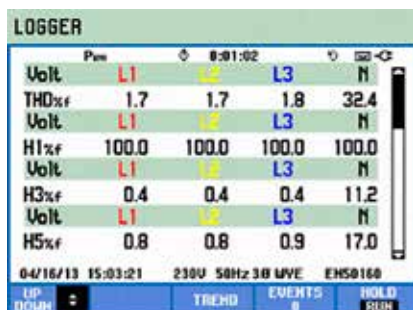 LOGGER
Puni 0:01:02
Volt L1 L2 L3 N
THD%f 1.7 1.7 1.8 32.4
Volt L1 L2 L3 N
H1%f 100.0 100.0 100.0 100.0
Volt L1 L2 L3 N
H3%f 0.4 0.4 0.4 11.2
Volt L1 L2 L3 N
H5%f 0.8 0.8 0.9 17.0
04/16/13 15:03:21 230V 50Hz 3Ø WYE EN50160
UP DOWN TREND EVENTS 0 HOLD RUN